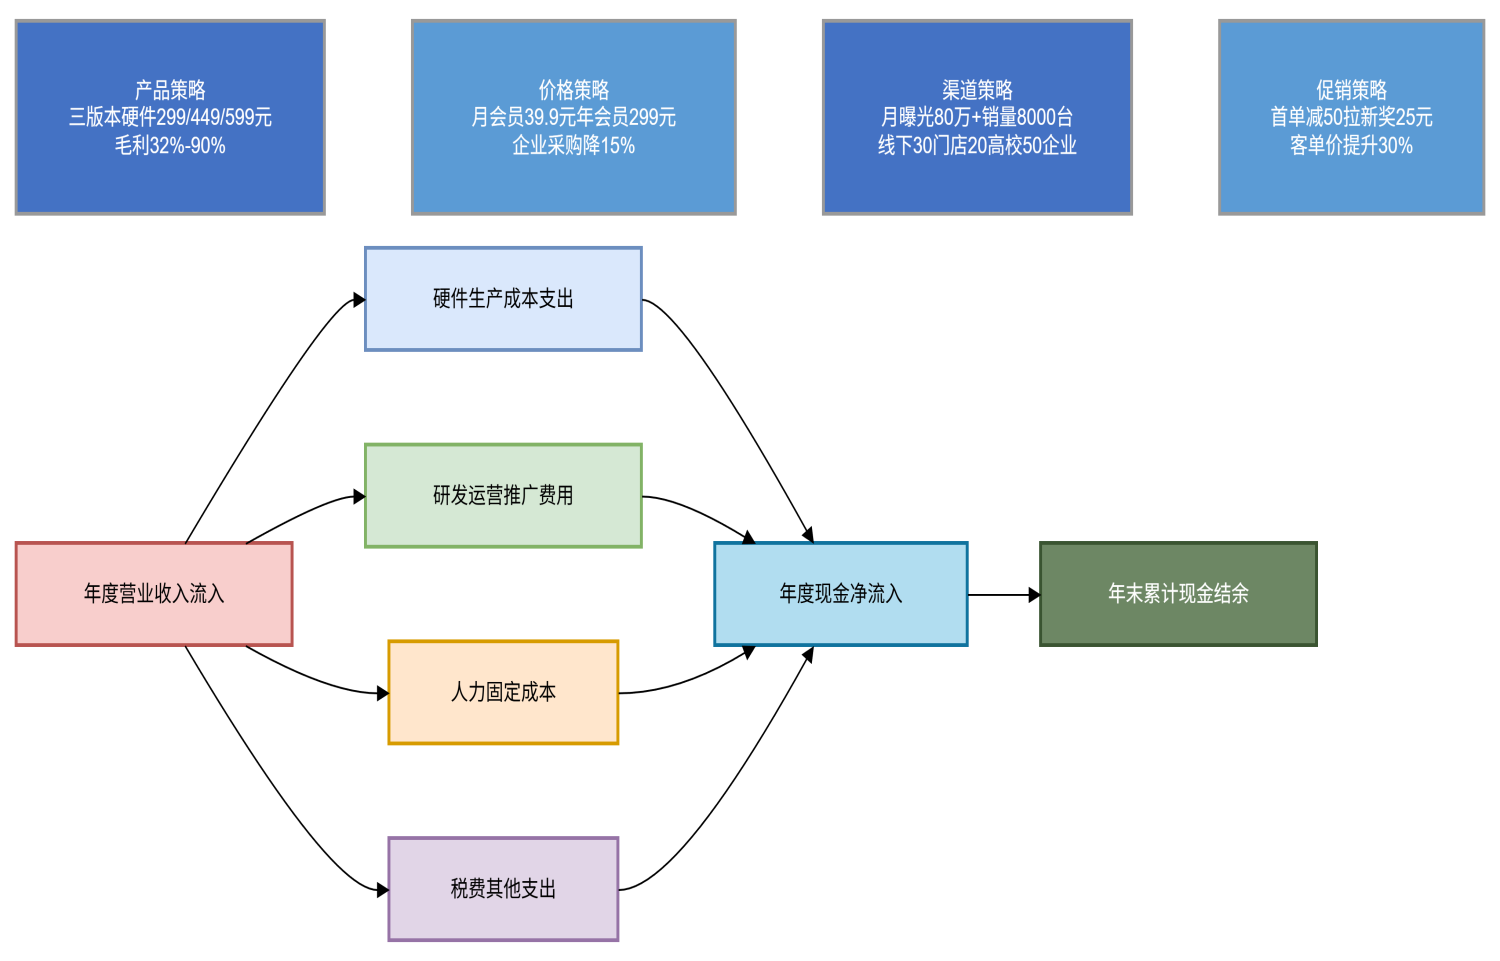 产品策略
三版本硬件299/449/599元
毛利32%-90%
价格策略
月会员39.9元年会员299元
企业采购降15%
渠道策略
月曝光80万+销量8000台
线下30门店20高校50企业
促销策略
首单减50拉新奖25元
客单价提升30%
硬件生产成本支出
研发运营推广费用
年度营业收入流入
年度现金净流入
年末累计现金结余
人力固定成本
税费其他支出